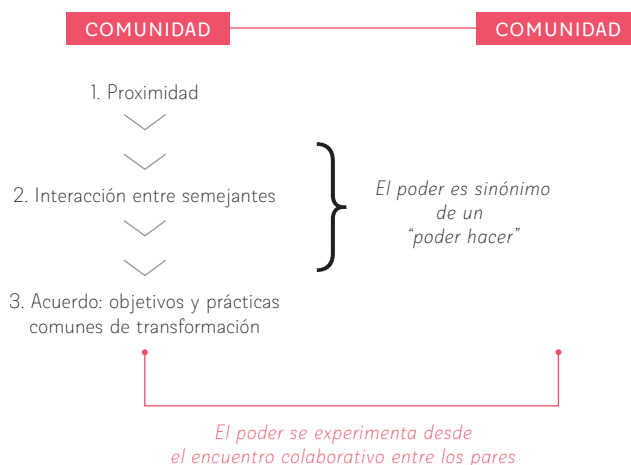 COMUNIDAD
COMUNIDAD
1. Proximidad
2. Interacción entre semejantes
3. Acuerdo: objetivos y prácticas
comunes de transformación
El poder es sinónimo
de un
“poder hacer”
El poder se experimenta desde
el encuentro colaborativo entre los pares